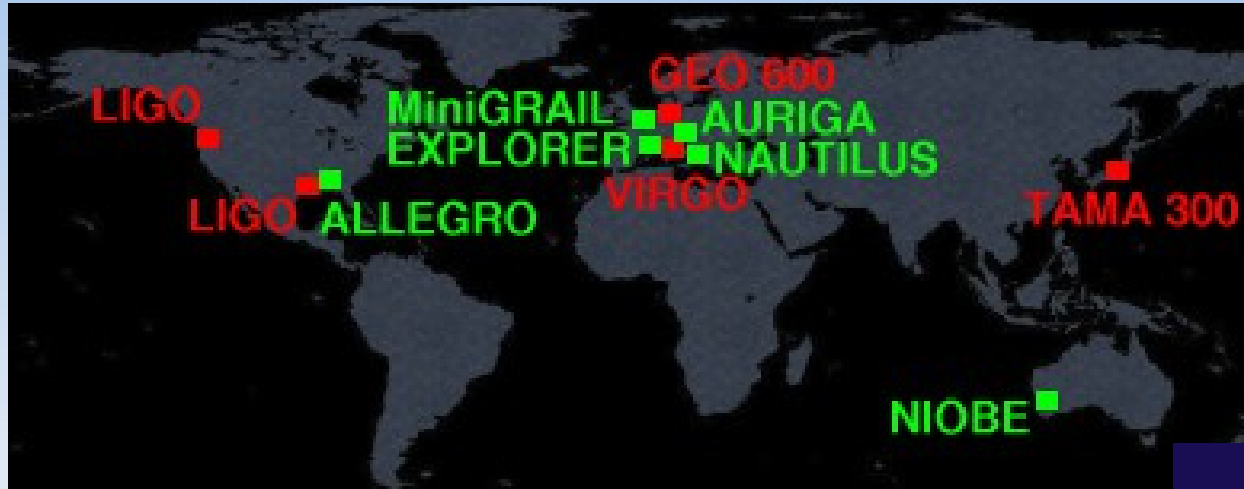 GEO 600
LIGO
MiniGRAIL
AURIGA
EXPLORER
NAUTILUS
VIRGO
LIGO
ALLEGRO
TAMA 300
NIOBE